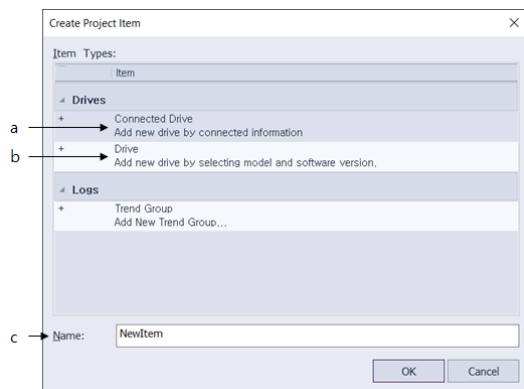 Create Project Item
Item Types:
Item
Drives
a
+ Connected Drive
Add new drive by connected information
b
+ Drive
Add new drive by selecting model and software version,
Logs
+ Trend Group
Add New Trend Group...
c
Name: NewItem
OK Cancel